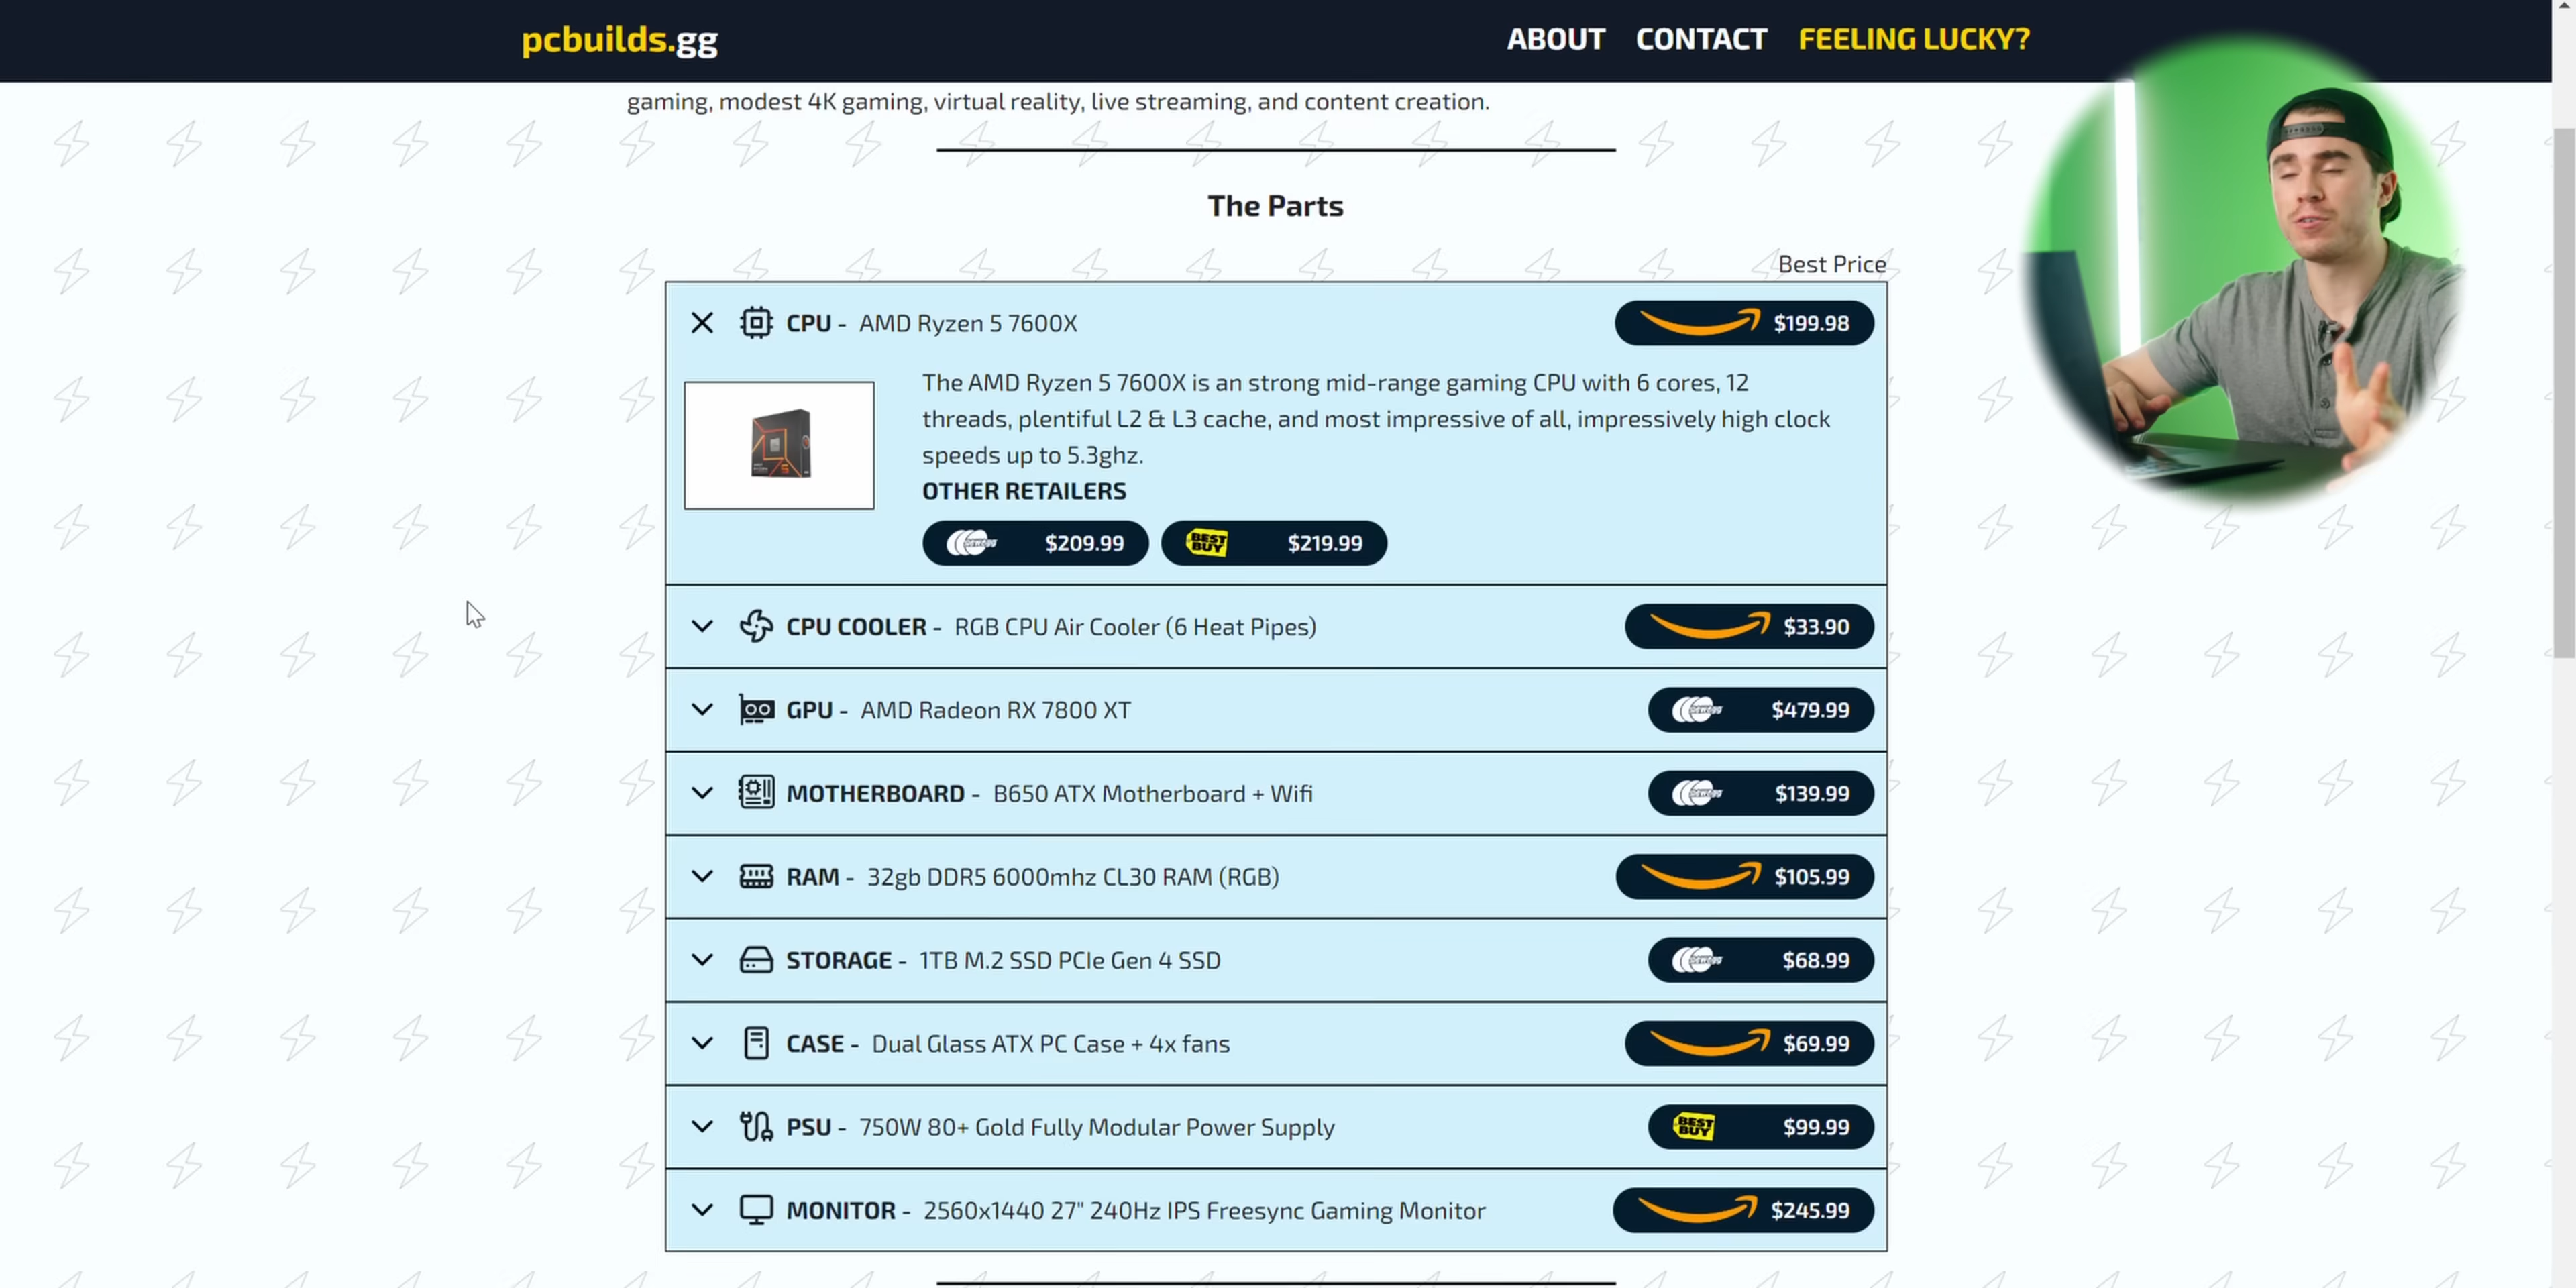 pcbuilds.gg
ABOUT CONTACT FEELING LUCKY?
gaming, modest 4K gaming, virtual reality, live streaming, and content creation.
The Parts
Best Price
CPU - AMD Ryzen 5 7600X $199.98
The AMD Ryzen 5 7600X is an strong mid-range gaming CPU with 6 cores, 12
threads, plentiful L2 & L3 cache, and most impressive of all, impressively high clock
speeds up to 5.3ghz.
OTHER RETAILERS
newegg $209.99 BEST BUY $219.99
CPU COOLER - RGB CPU Air Cooler (6 Heat Pipes) $33.90
GPU - AMD Radeon RX 7800 XT newegg $479.99
MOTHERBOARD - B650 ATX Motherboard + Wifi newegg $139.99
RAM - 32gb DDR5 6000mhz CL30 RAM (RGB) $105.99
STORAGE - 1TB M.2 SSD PCIe Gen 4 SSD newegg $68.99
CASE - Dual Glass ATX PC Case + 4x fans $69.99
PSU - 750W 80+ Gold Fully Modular Power Supply BEST BUY $99.99
MONITOR - 2560x1440 27" 240Hz IPS Freesync Gaming Monitor $245.99